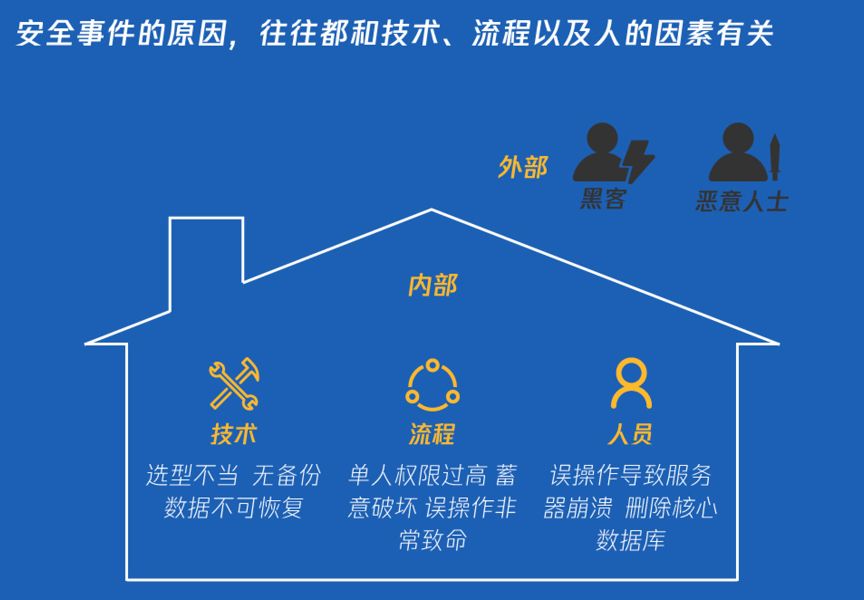 安全事件的原因，往往都和技术、流程以及人的因素有关
外部
黑客
恶意人士
内部
技术
选型不当 无备份
数据不可恢复
流程
单人权限过高 蓄
意破坏 误操作非
常致命
人员
误操作导致服务
器崩溃 删除核心
数据库